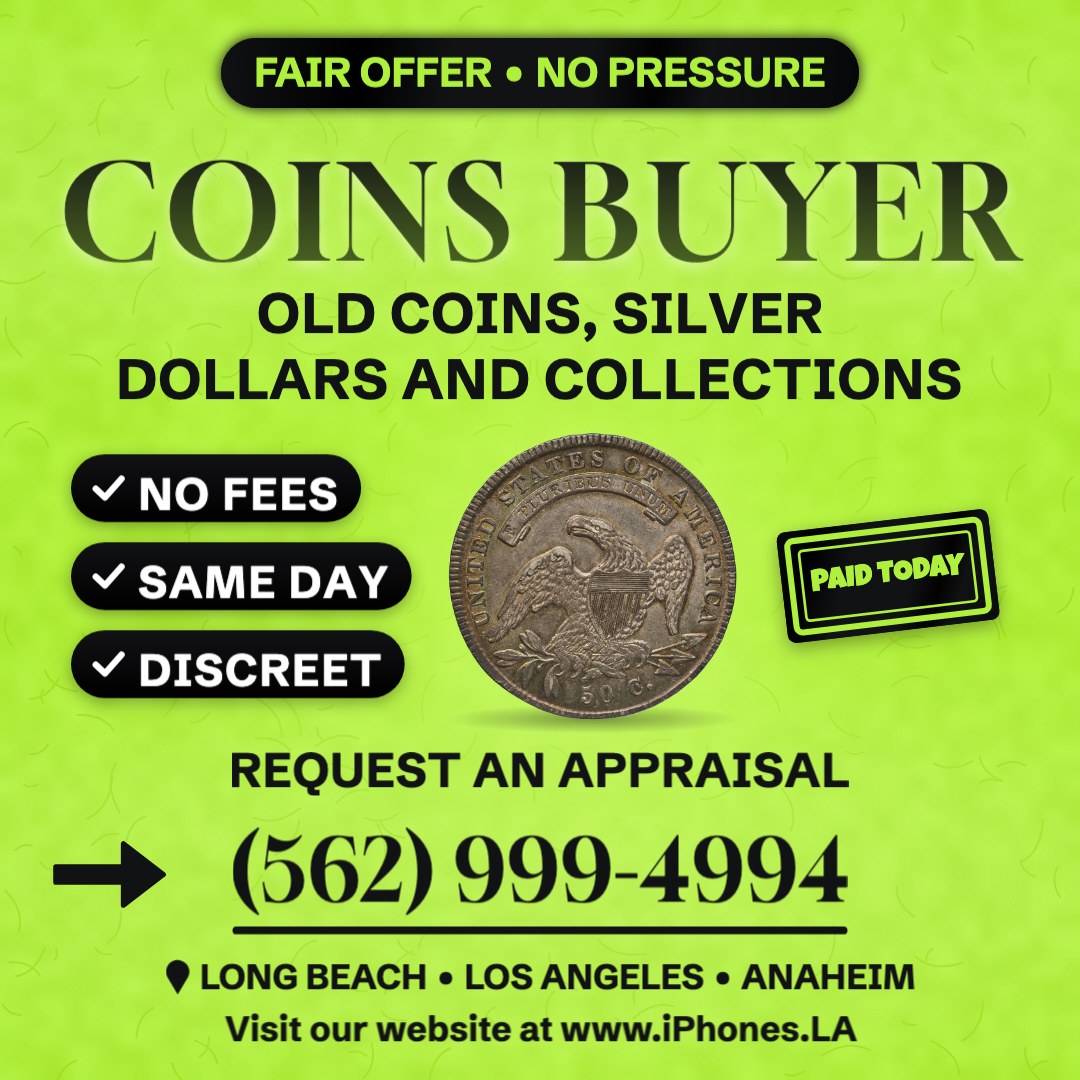 FAIR OFFER • NO PRESSURE
COINS BUYER
OLD COINS, SILVER
DOLLARS AND COLLECTIONS
✓ NO FEES
✓ SAME DAY
✓ DISCREET
UNITED STATES OF AMERICA
E PLURIBUS UNUM
50 C.
PAID TODAY
REQUEST AN APPRAISAL
(562) 999-4994
LONG BEACH • LOS ANGELES • ANAHEIM
Visit our website at www.iPhones.LA